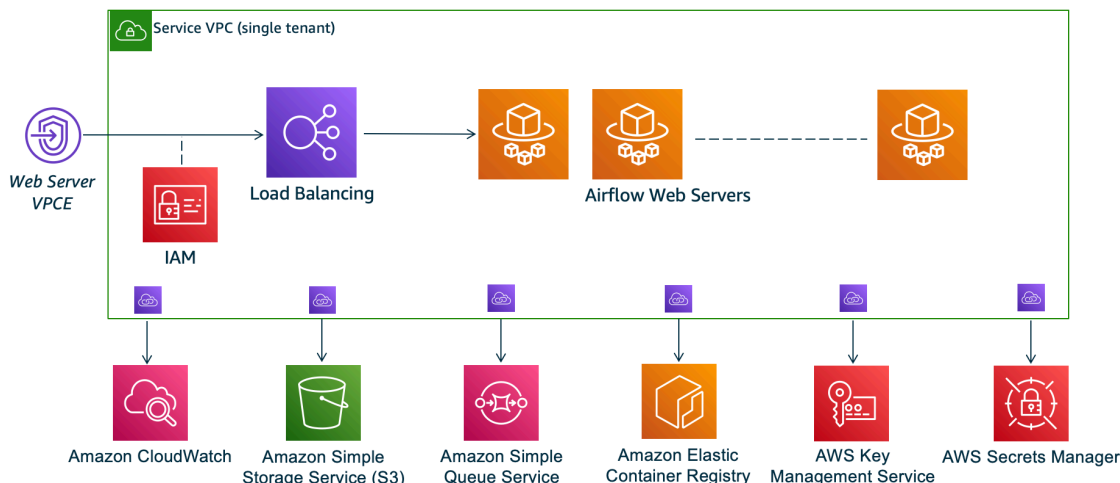 Service VPC (single tenant)
Web Server
VPCE
IAM
Load Balancing
Airflow Web Servers
Amazon CloudWatch
Amazon Simple
Storage Service (S3)
Amazon Simple
Queue Service
Amazon Elastic
Container Registry
AWS Key
Management Service
AWS Secrets Manager